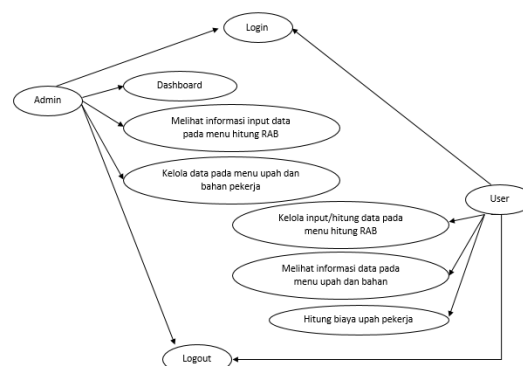 Login
Dashboard
Admin
Melihat informasi input data
pada menu hitung RAB
Kelola data pada menu upah dan
bahan pekerja
User
Kelola input/hitung data pada
menu hitung RAB
Melihat informasi data pada
menu upah dan bahan
Hitung biaya upah pekerja
Logout